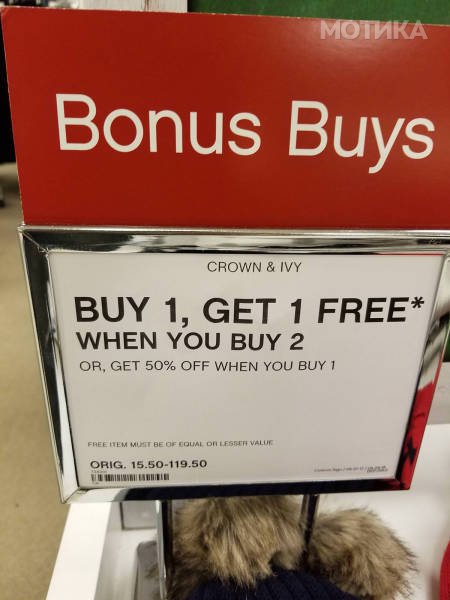 МОТИКА
Bonus Buys
CROWN & IVY
BUY 1, GET 1 FREE*
WHEN YOU BUY 2
OR, GET 50% OFF WHEN YOU BUY 1
FREE ITEM MUST BE OF EQUAL OR LESSER VALUE
ORIG. 15.50-119.50